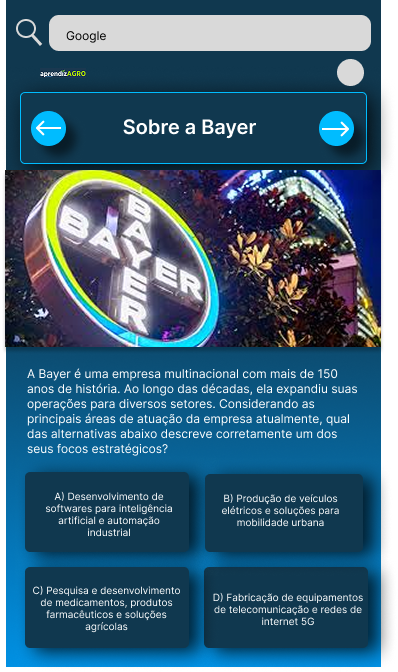 Google
aprendizAGRO
Sobre a Bayer
BAYER
BAYER
A Bayer é uma empresa multinacional com mais de 150
anos de história. Ao longo das décadas, ela expandiu suas
operações para diversos setores. Considerando as
principais áreas de atuação da empresa atualmente, qual
das alternativas abaixo descreve corretamente um dos
seus focos estratégicos?
A) Desenvolvimento de
softwares para inteligência
artificial e automação
industrial
B) Produção de veículos
elétricos e soluções para
mobilidade urbana
C) Pesquisa e desenvolvimento
de medicamentos, produtos
farmacêuticos e soluções
agrícolas
D) Fabricação de equipamentos
de telecomunicação e redes de
internet 5G